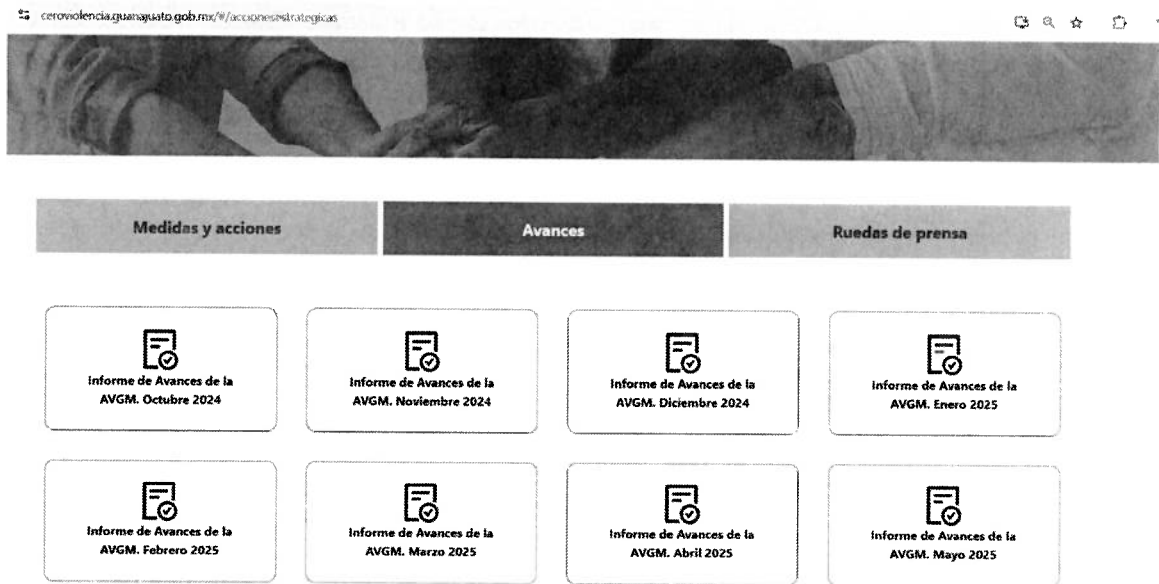 ceroviolencia.guanajuato.gob.mx/#/accionesestrategicas
Medidas y acciones
Avances
Ruedas de prensa
Informe de Avances de la
AVGM. Octubre 2024
Informe de Avances de la
AVGM. Noviembre 2024
Informe de Avances de la
AVGM. Diciembre 2024
Informe de Avances de la
AVGM. Enero 2025
Informe de Avances de la
AVGM. Febrero 2025
Informe de Avances de la
AVGM. Marzo 2025
Informe de Avances de la
AVGM. Abril 2025
Informe de Avances de la
AVGM. Mayo 2025